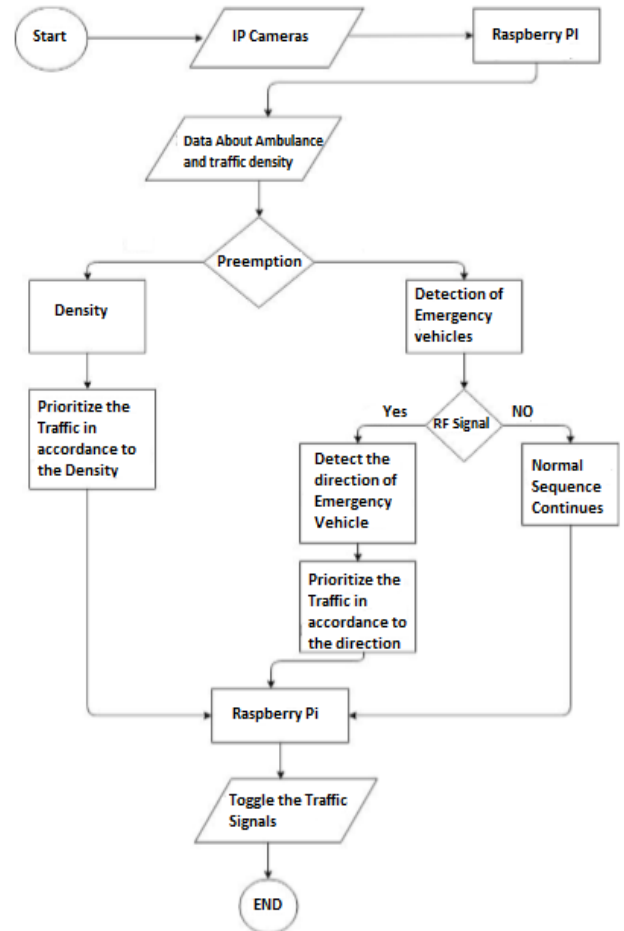 Start
IP Cameras
Raspberry PI
Data About Ambulance
and traffic density
Preemption
Density
Detection of
Emergency
vehicles
Prioritize the
Traffic in
accordance to
the Density
Yes
RF Signal
NO
Detect the
direction of
Emergency
Vehicle
Normal
Sequence
Continues
Prioritize the
Traffic in
accordance to
the direction
Raspberry Pi
Toggle the Traffic
Signals
END